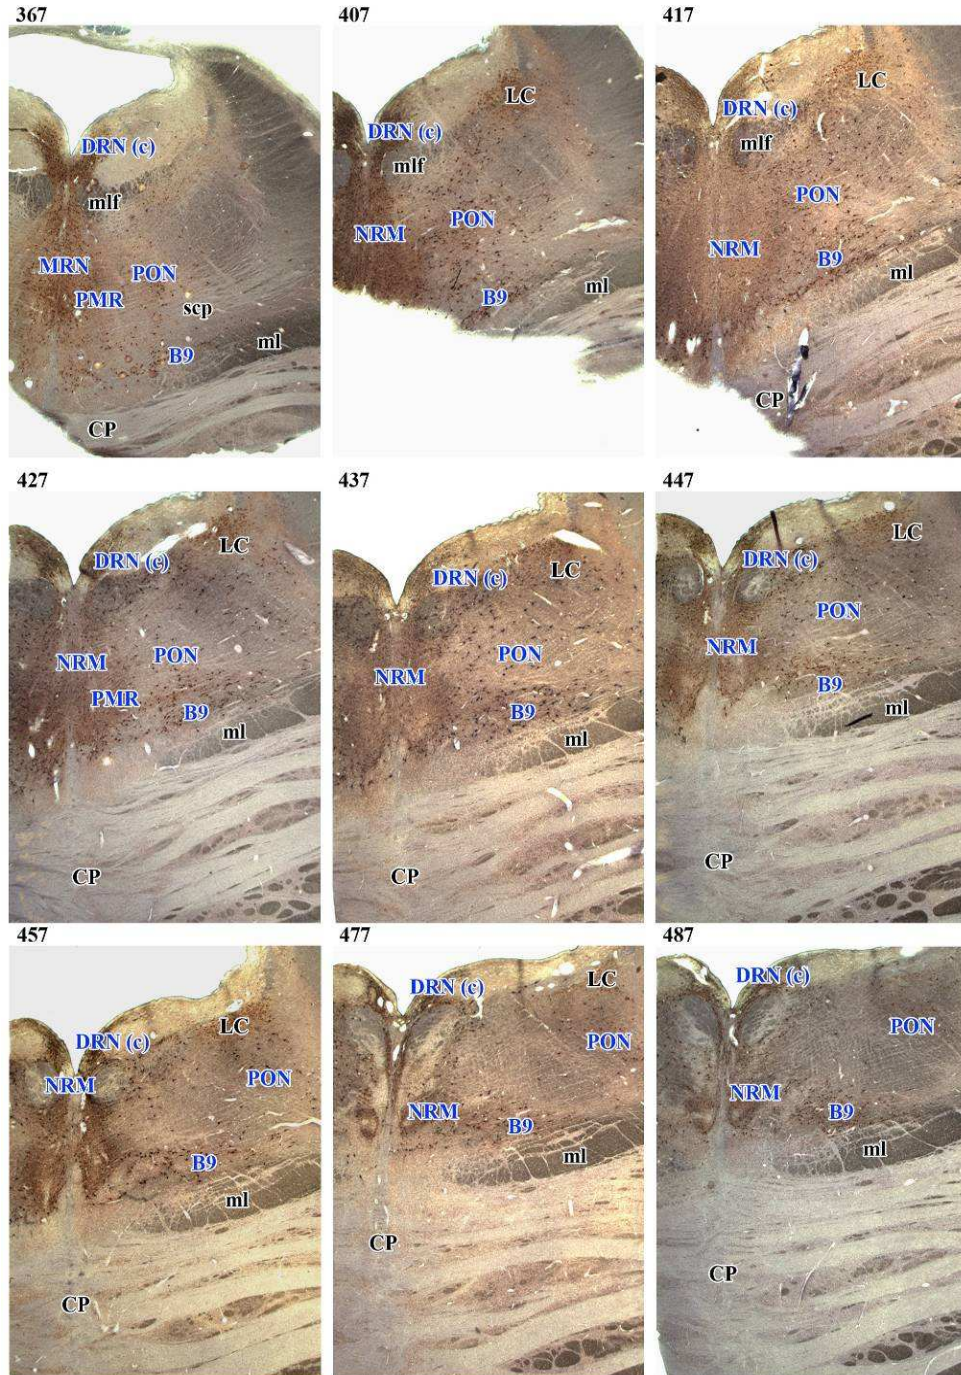 367
DRN (c)
mlf
MRN
PON
PMR
scp
ml
B9
CP
407
LC
DRN (c)
mlf
PON
NRM
ml
B9
417
LC
DRN (c)
mlf
PON
NRM
B9
ml
CP
427
LC
DRN (c)
PON
NRM
PMR
B9
ml
CP
437
LC
DRN (c)
PON
NRM
B9
ml
CP
447
LC
DRN (c)
PON
NRM
B9
ml
CP
457
LC
DRN (c)
PON
NRM
B9
ml
CP
477
LC
DRN (c)
PON
NRM
B9
ml
CP
487
DRN (c)
PON
NRM
B9
ml
CP